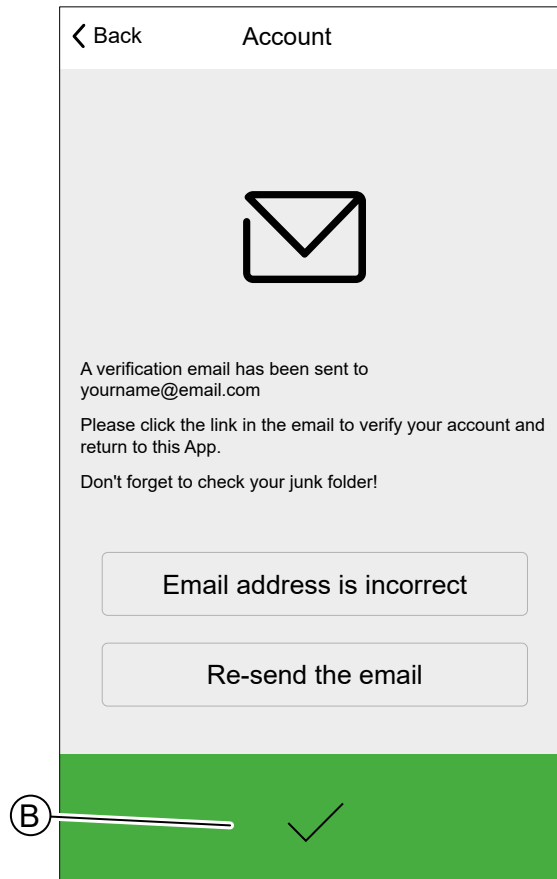 Back Account
A verification email has been sent to
yourname@email.com
Please click the link in the email to verify your account and
return to this App.
Don't forget to check your junk folder!
Email address is incorrect
Re-send the email
B